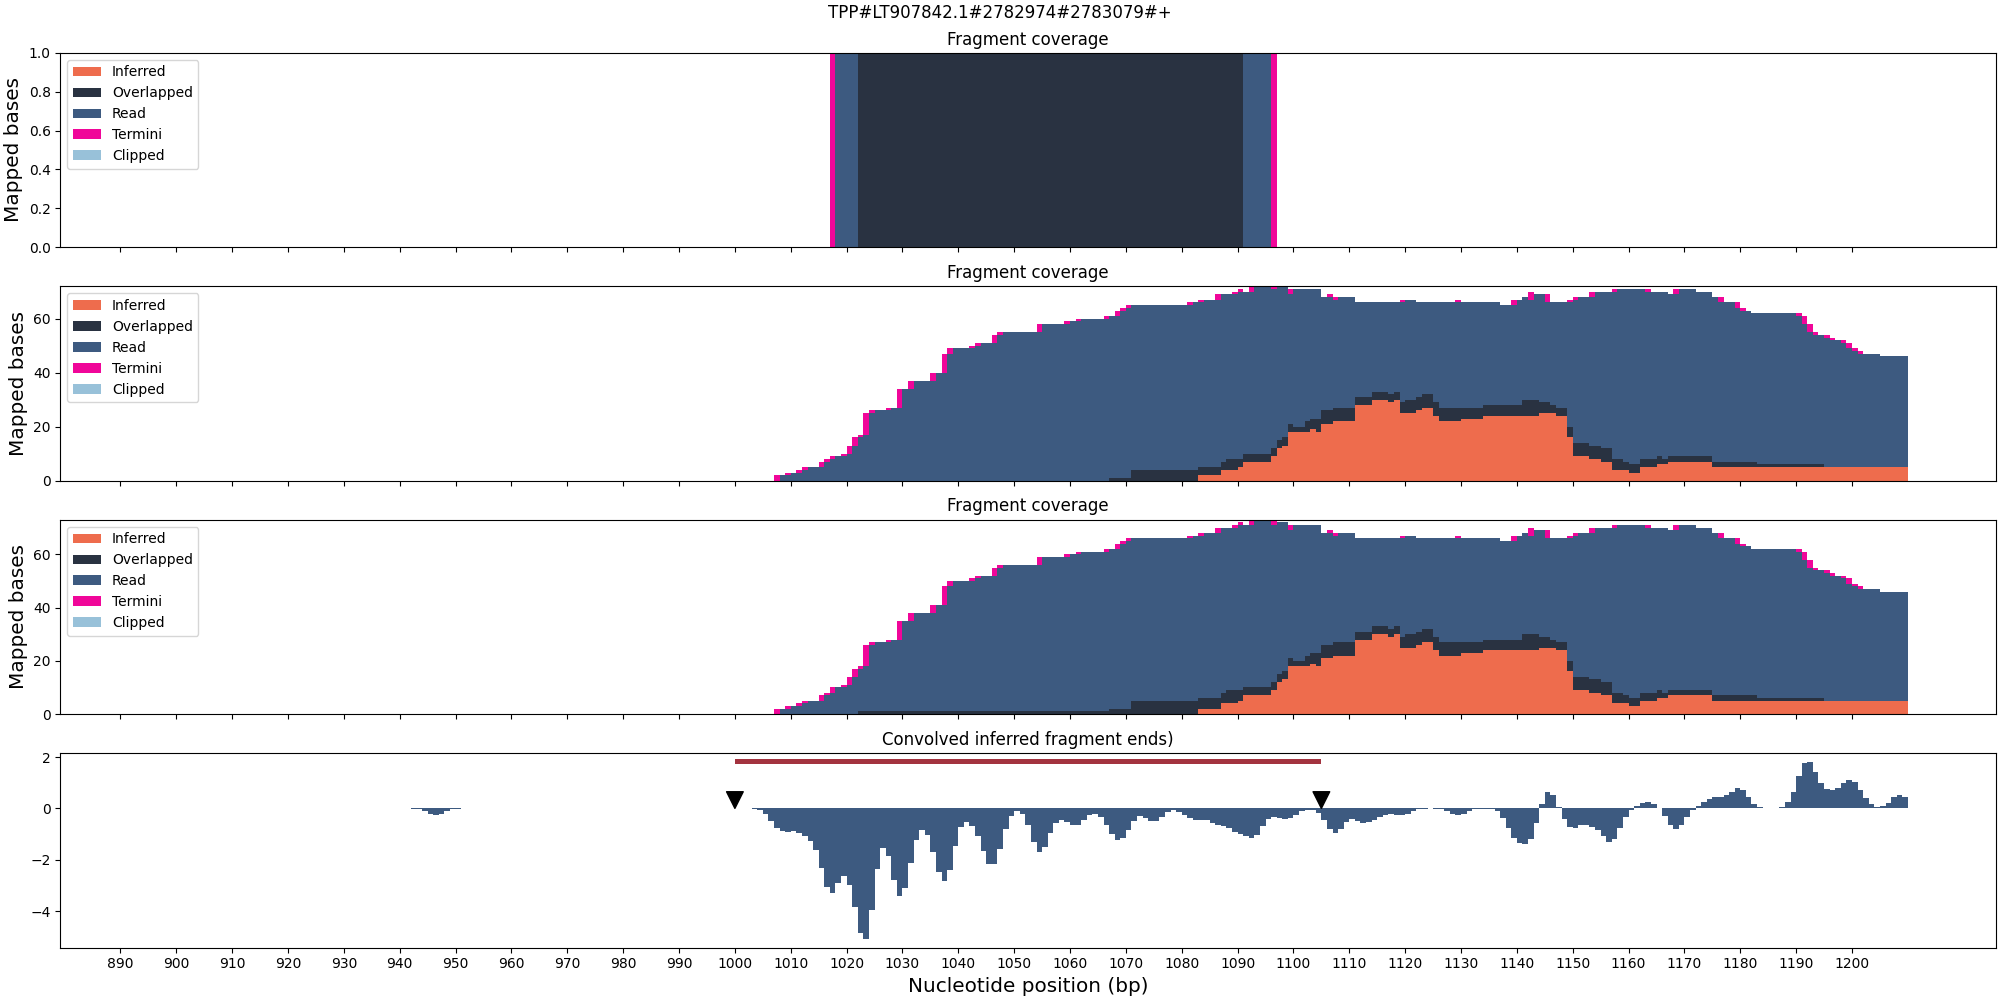 TPP#LT907842.1#2782974#2783079#+
Fragment coverage
Mapped bases
1.0
0.8
0.6
0.4
0.2
0.0
Inferred
Overlapped
Read
Termini
Clipped
Fragment coverage
Mapped bases
60
40
20
0
Inferred
Overlapped
Read
Termini
Clipped
Fragment coverage
Mapped bases
60
40
20
0
Inferred
Overlapped
Read
Termini
Clipped
Convolved inferred fragment ends)
2
0
−2
−4
890 900 910 920 930 940 950 960 970 980 990 1000 1010 1020 1030 1040 1050 1060 1070 1080 1090 1100 1110 1120 1130 1140 1150 1160 1170 1180 1190 1200
Nucleotide position (bp)